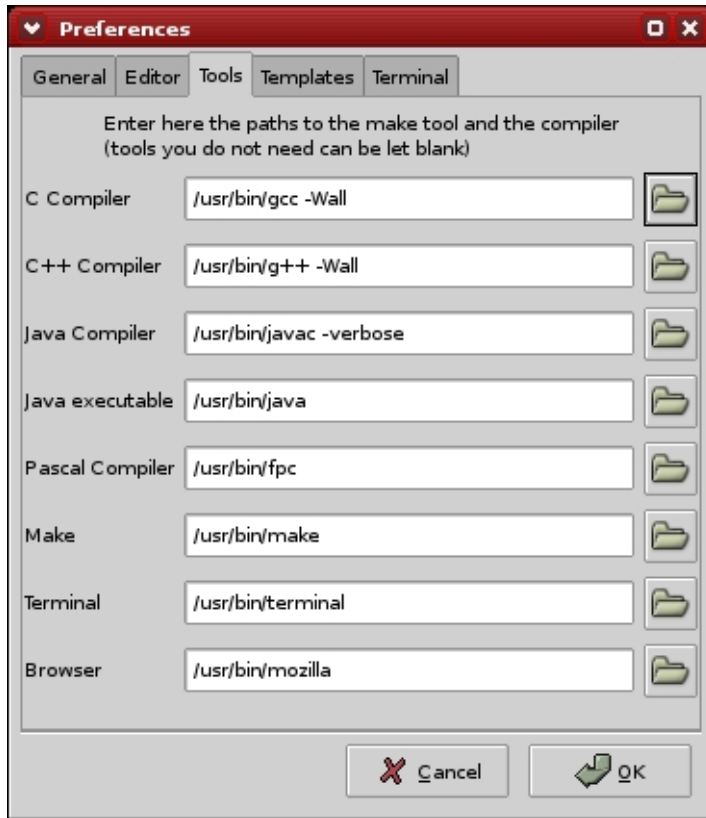 Preferences
General Editor Tools Templates Terminal
Enter here the paths to the make tool and the compiler
(tools you do not need can be let blank)
C Compiler /usr/bin/gcc -Wall
C++ Compiler /usr/bin/g++ -Wall
Java Compiler /usr/bin/javac -verbose
Java executable /usr/bin/java
Pascal Compiler /usr/bin/fpc
Make /usr/bin/make
Terminal /usr/bin/terminal
Browser /usr/bin/mozilla
Cancel OK